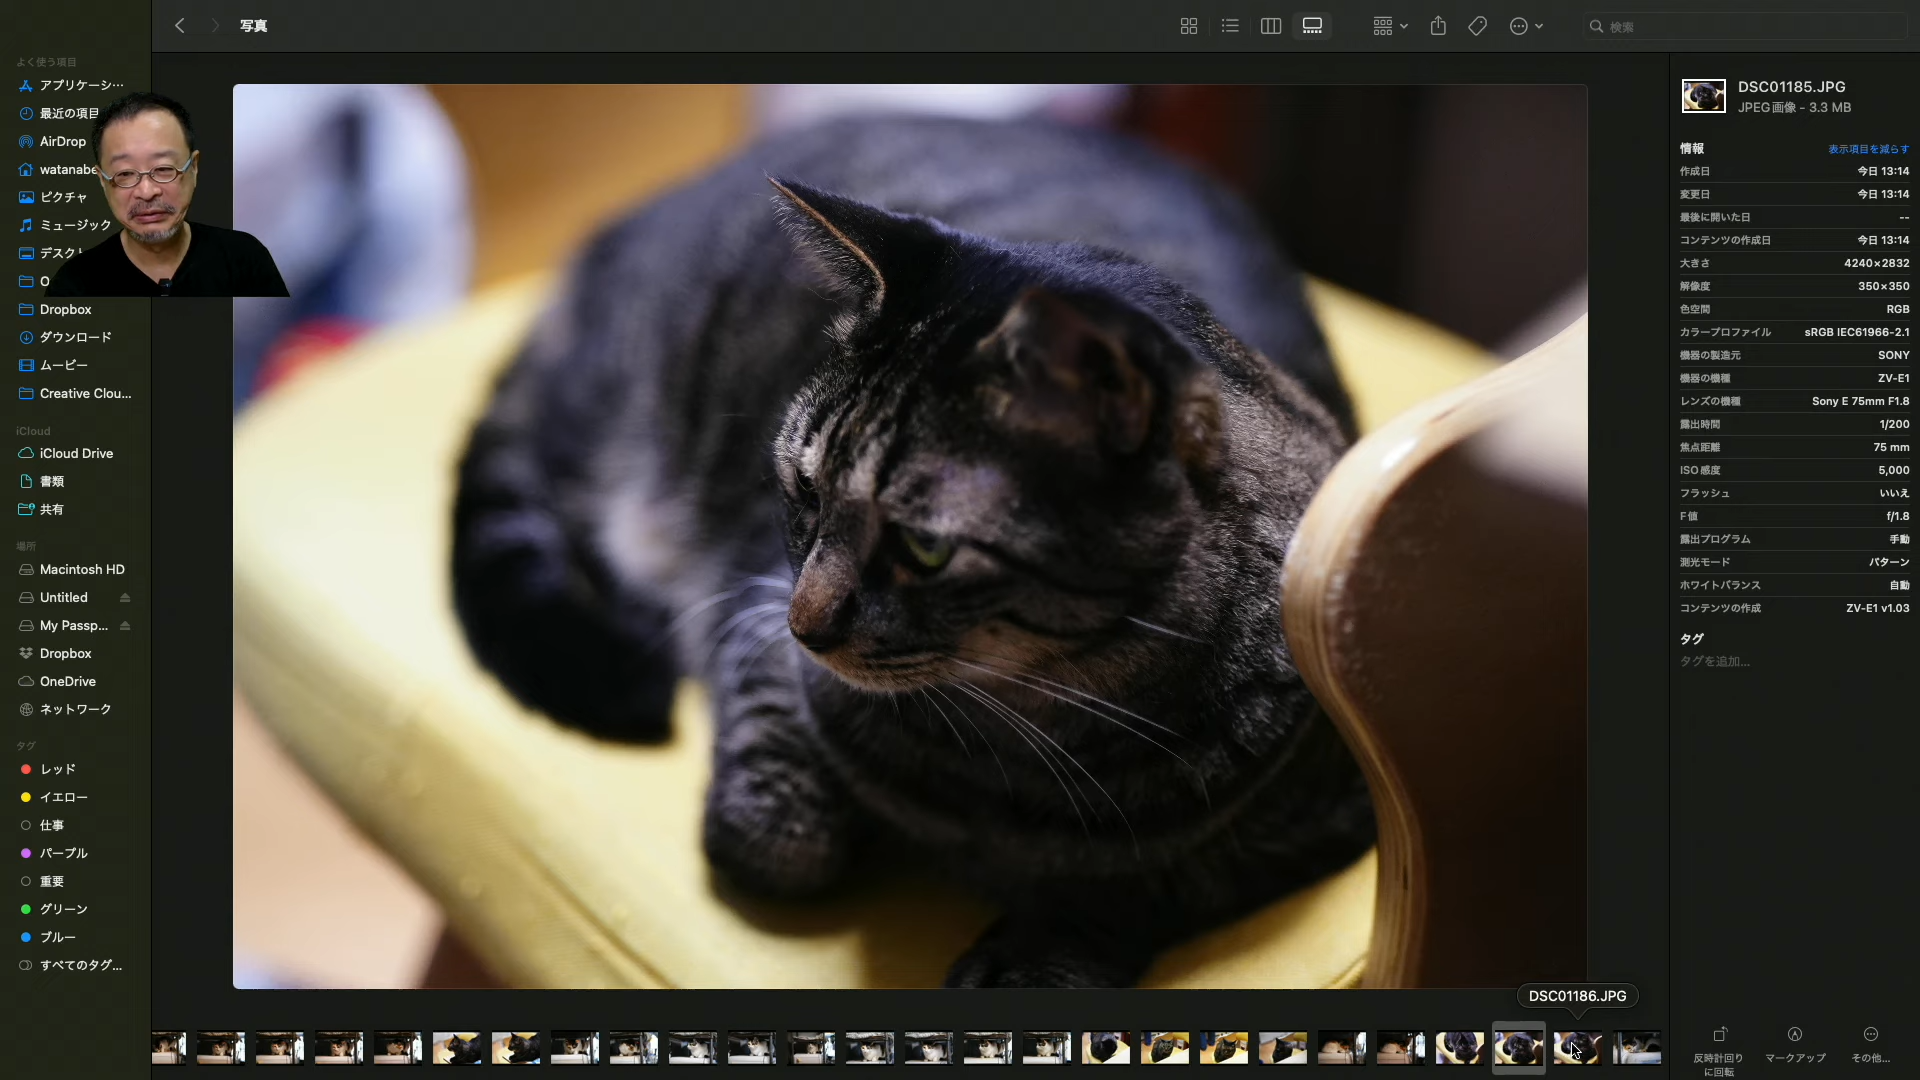 写真
検索
よく使う項目
アプリケーシ…
最近の項目
AirDrop
watanabe
ピクチャ
ミュージック
デスクト
O
Dropbox
ダウンロード
ムービー
Creative Clou...
iCloud
iCloud Drive
書類
共有
場所
Macintosh HD
Untitled
My Passp...
Dropbox
OneDrive
ネットワーク
タグ
レッド
イエロー
仕事
パープル
重要
グリーン
ブルー
すべてのタグ...
DSC01185.JPG
JPEG画像 - 3.3 MB
情報 表示項目を減らす
作成日 今日 13:14
変更日 今日 13:14
最後に開いた日 --
コンテンツの作成日 今日 13:14
大きさ 4240×2832
解像度 350×350
色空間 RGB
カラープロファイル sRGB IEC61966-2.1
機器の製造元 SONY
機器の機種 ZV-E1
レンズの機種 Sony E 75mm F1.8
露出時間 1/200
焦点距離 75 mm
ISO感度 5,000
フラッシュ いいえ
F値 f/1.8
露出プログラム 手動
測光モード パターン
ホワイトバランス 自動
コンテンツの作成 ZV-E1 v1.03
タグ
タグを追加...
DSC01186.JPG
反時計回り
に回転
マークアップ
その他...